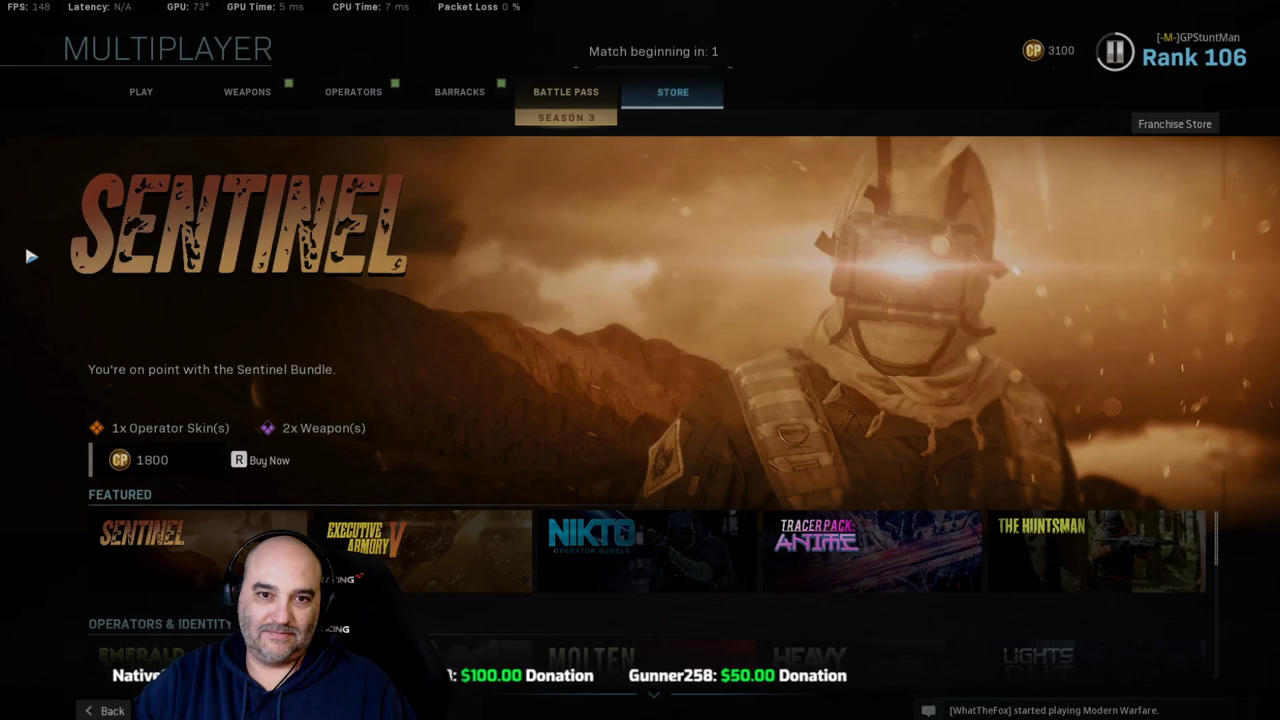 FPS: 148 Latency: N/A GPU: 73° GPU Time: 5 ms CPU Time: 7 ms Packet Loss 0 %
MULTIPLAYER
Match beginning in: 1
CP 3100
[-M-]GPStuntMan
Rank 106
PLAY WEAPONS OPERATORS BARRACKS BATTLE PASS STORE
SEASON 3
Franchise Store
SENTINEL
You're on point with the Sentinel Bundle.
1x Operator Skin(s) 2x Weapon(s)
CP 1800 R Buy Now
FEATURED
SENTINEL EXECUTIVE ARMORY V NIKTO OPERATOR BUNDLE TRACER PACK: ANIME THE HUNTSMAN
OPERATORS & IDENTITY
EMERALD MOLTEN HEAVY LIGHTS OUT
$100.00 Donation Gunner258: $50.00 Donation
Back
[WhatTheFox] started playing Modern Warfare.